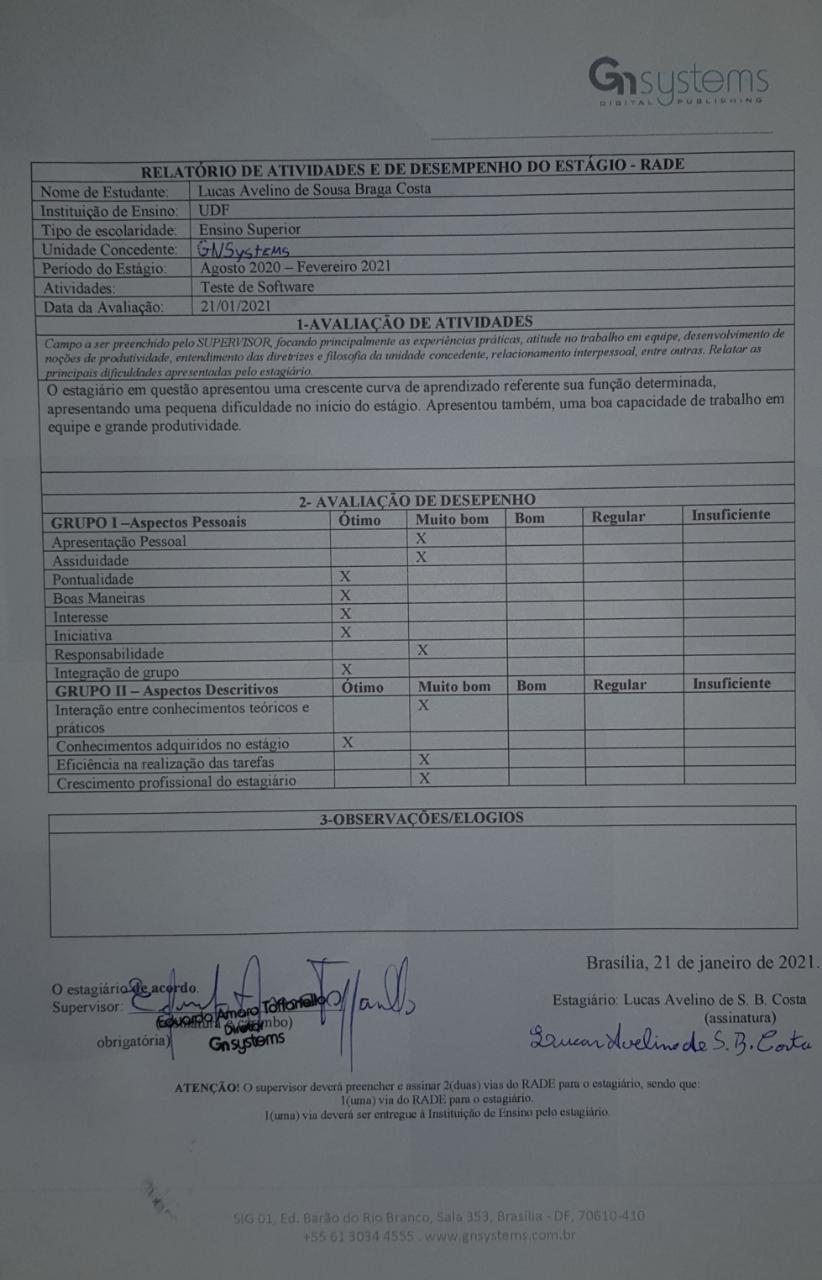 Gnsystems
DIGITAL PUBLISHING
RELATÓRIO DE ATIVIDADES E DE DESEMPENHO DO ESTÁGIO - RADE
Nome de Estudante: Lucas Avelino de Sousa Braga Costa
Instituição de Ensino: UDF
Tipo de escolaridade: Ensino Superior
Unidade Concedente: GNSystems
Período do Estágio: Agosto 2020 – Fevereiro 2021
Atividades: Teste de Software
Data da Avaliação: 21/01/2021
1-AVALIAÇÃO DE ATIVIDADES
Campo a ser preenchido pelo SUPERVISOR, focando principalmente as experiências práticas, atitude no trabalho em equipe, desenvolvimento de
noções de produtividade, entendimento das diretrizes e filosofia da unidade concedente, relacionamento interpessoal, entre outras. Relatar as
principais dificuldades apresentadas pelo estagiário.
O estagiário em questão apresentou uma crescente curva de aprendizado referente sua função determinada,
apresentando uma pequena dificuldade no início do estágio. Apresentou também, uma boa capacidade de trabalho em
equipe e grande produtividade.
2- AVALIAÇÃO DE DESEPENHO
GRUPO I –Aspectos Pessoais Ótimo Muito bom Bom Regular Insuficiente
Apresentação Pessoal X
Assiduidade X
Pontualidade X
Boas Maneiras X
Interesse X
Iniciativa X
Responsabilidade X
Integração de grupo X
GRUPO II – Aspectos Descritivos Ótimo Muito bom Bom Regular Insuficiente
Interação entre conhecimentos teóricos e X
práticos
Conhecimentos adquiridos no estágio X
Eficiência na realização das tarefas X
Crescimento profissional do estagiário X
3-OBSERVAÇÕES/ELOGIOS
Brasília, 21 de janeiro de 2021.
O estagiário de acordo.
Supervisor:
Eduardo Amaro Toffanello
Diretor
obrigatória)
Gnsystems
Estagiário: Lucas Avelino de S. B. Costa
(assinatura)
Lucas Avelino de S. B. Costa
ATENÇÃO! O supervisor deverá preencher e assinar 2(duas) vias do RADE para o estagiário, sendo que:
1(uma) via do RADE para o estagiário.
1(uma) via deverá ser entregue à Instituição de Ensino pelo estagiário.
SIG 01, Ed. Barão do Rio Branco, Sala 353, Brasília - DF, 70610-410
+55 61 3034 4555 . www.gnsystems.com.br